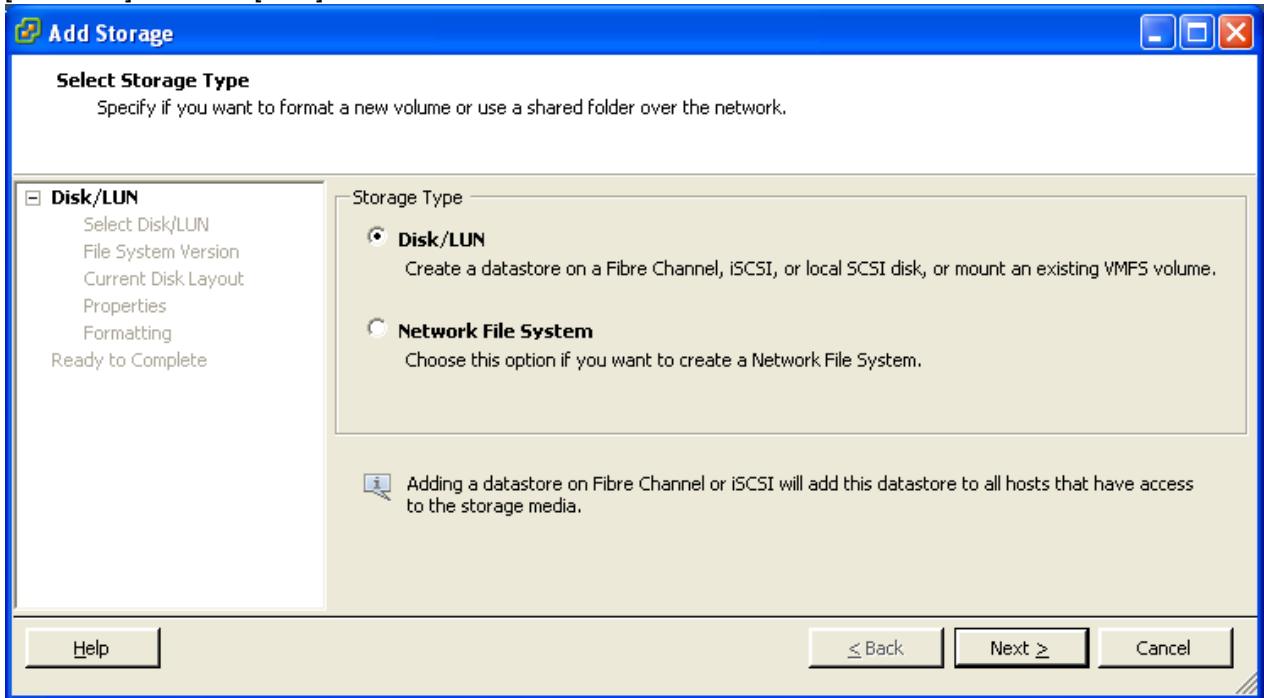 Add Storage
Select Storage Type
Specify if you want to format a new volume or use a shared folder over the network.
Disk/LUN
Select Disk/LUN
File System Version
Current Disk Layout
Properties
Formatting
Ready to Complete
Storage Type
Disk/LUN
Create a datastore on a Fibre Channel, iSCSI, or local SCSI disk, or mount an existing VMFS volume.
Network File System
Choose this option if you want to create a Network File System.
Adding a datastore on Fibre Channel or iSCSI will add this datastore to all hosts that have access
to the storage media.
Help
≤ Back
Next ≥
Cancel